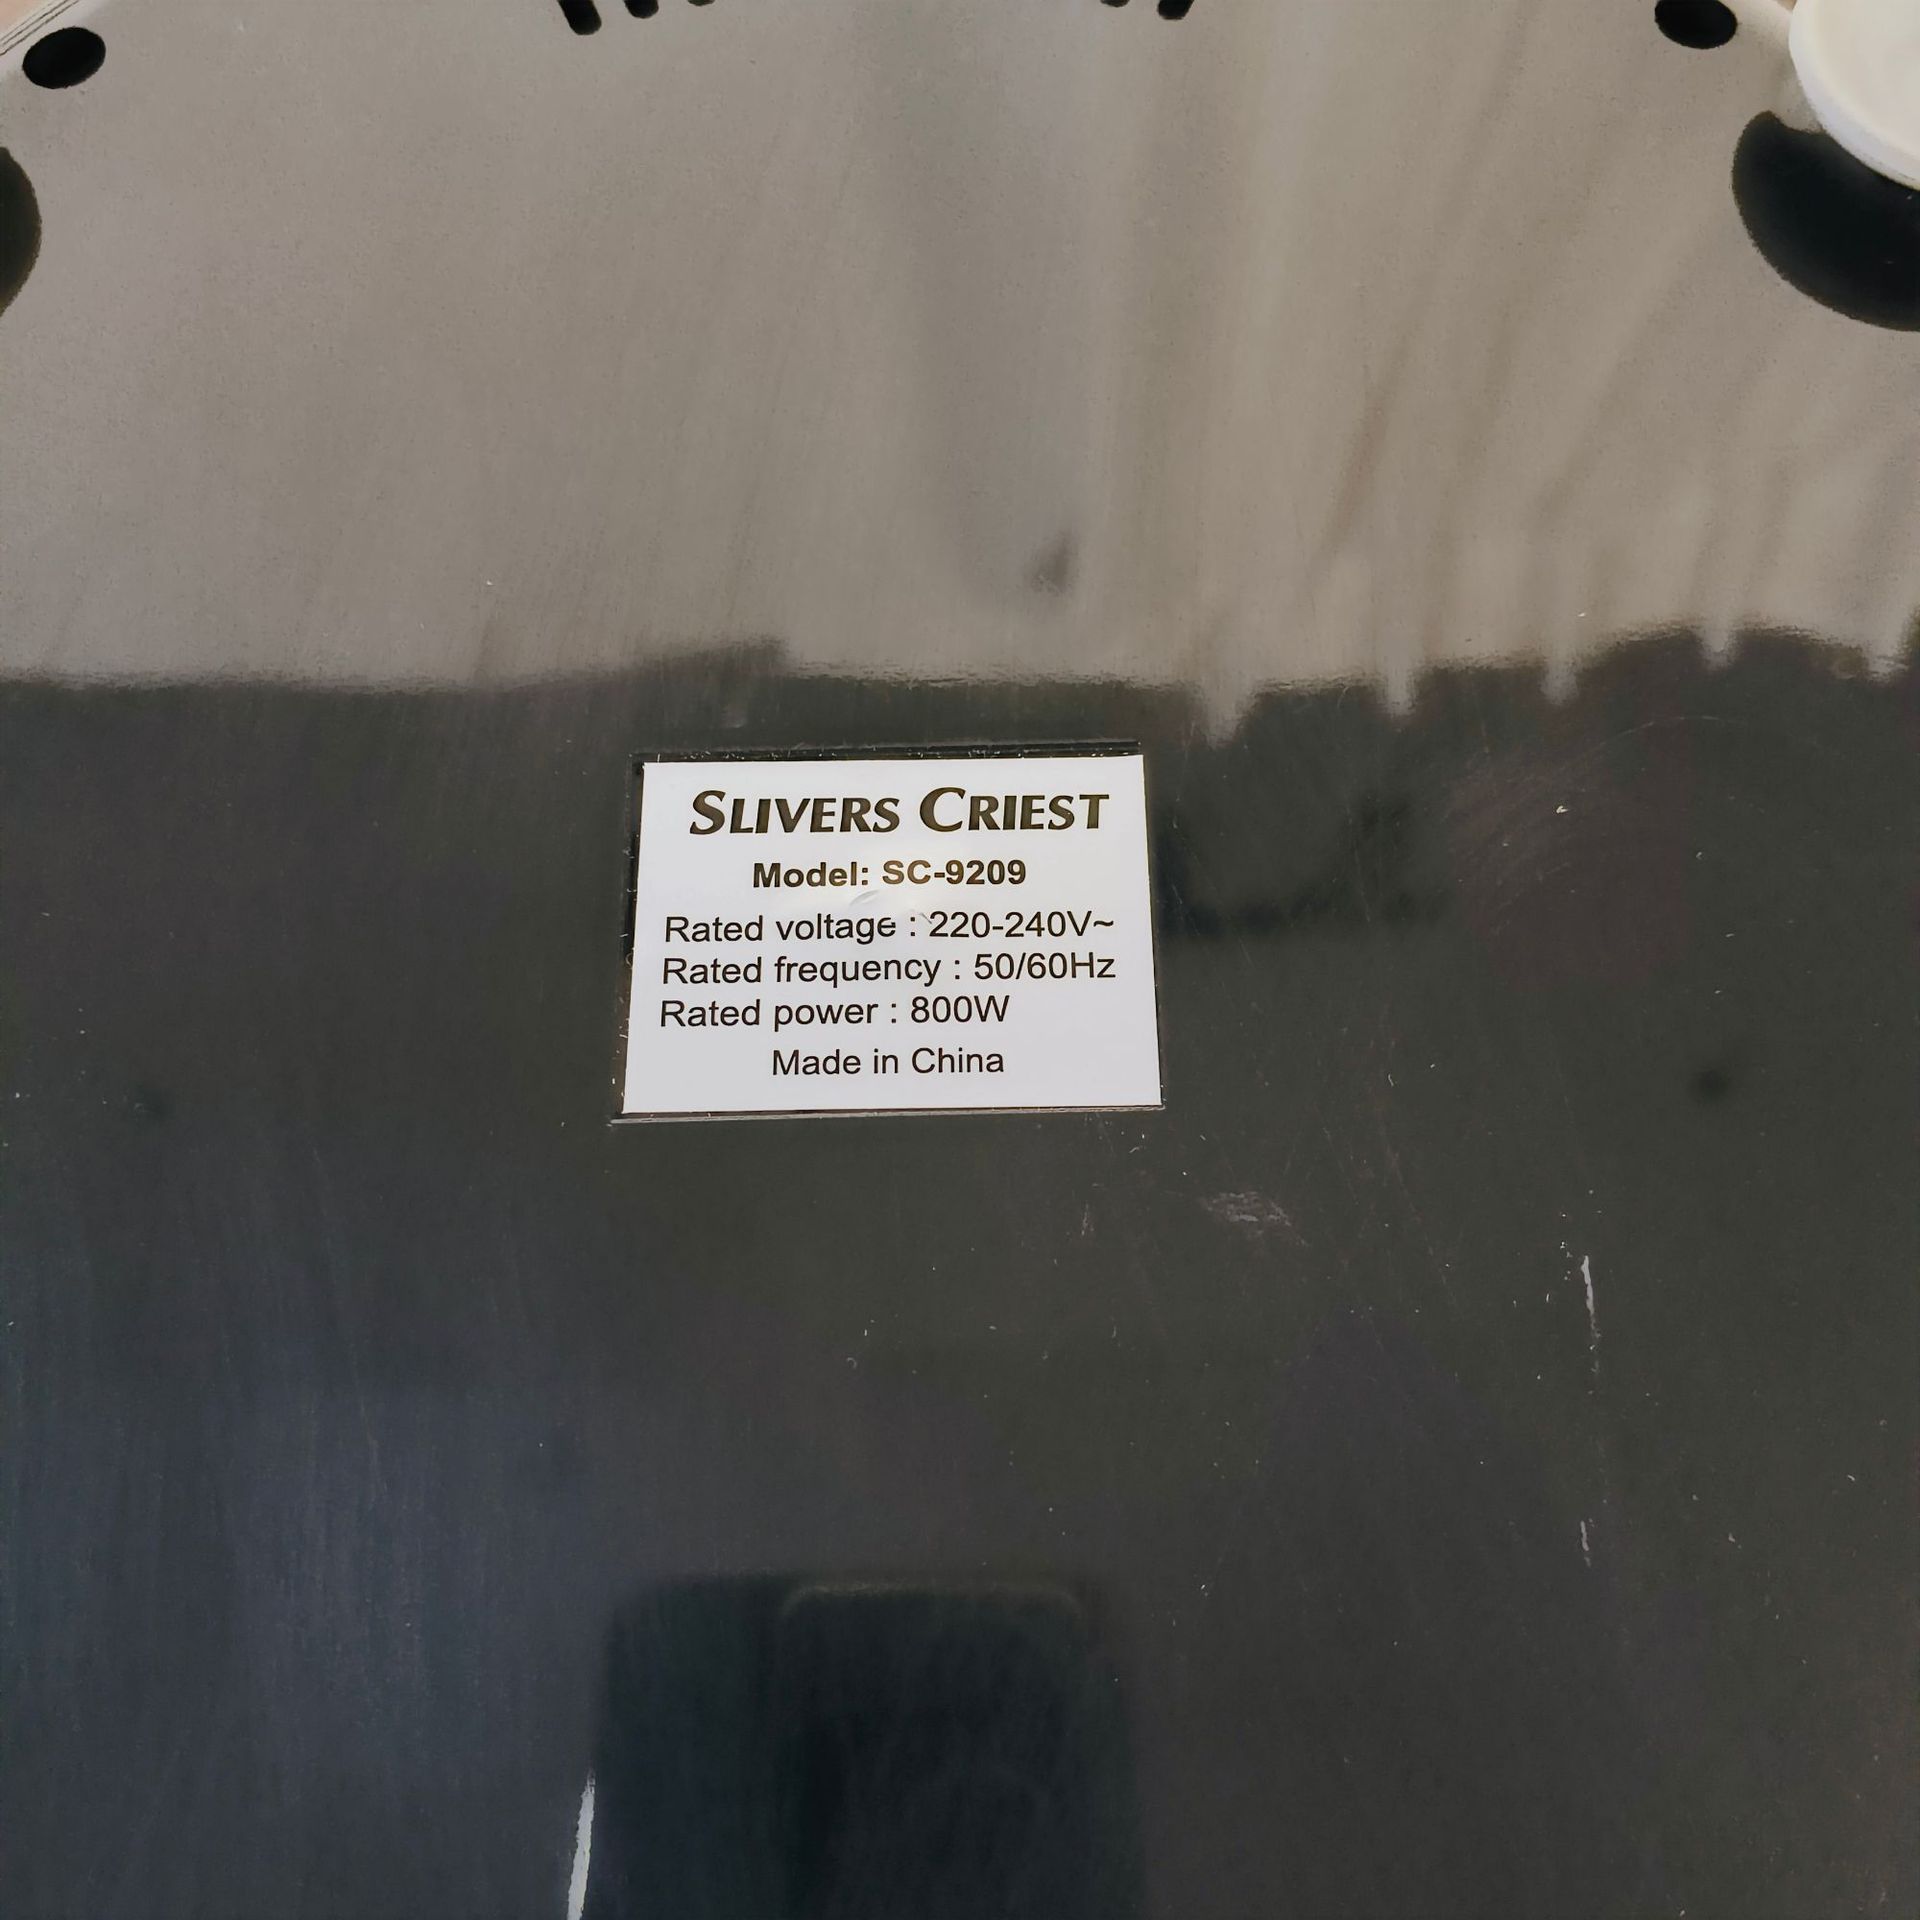 SLIVERS CRIEST
Model: SC-9209
Rated voltage : 220-240V~
Rated frequency : 50/60Hz
Rated power : 800W
Made in China